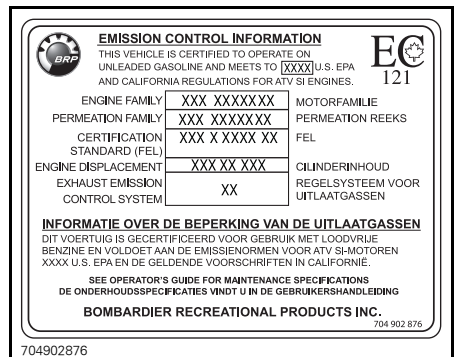 BRP
EMISSION CONTROL INFORMATION
THIS VEHICLE IS CERTIFIED TO OPERATE ON
UNLEADED GASOLINE AND MEETS TO XXXX U.S. EPA
AND CALIFORNIA REGULATIONS FOR ATV SI ENGINES.
EC
121
ENGINE FAMILY XXX XXXXXXX MOTORFAMILIE
PERMEATION FAMILY XXX XXXXXXX PERMEATION REEKS
CERTIFICATION XXX X XXXX XX FEL
STANDARD (FEL)
ENGINE DISPLACEMENT XXX XX XXX CILINDERINHOUD
EXHAUST EMISSION XX REGELSYSTEEM VOOR
CONTROL SYSTEM UITLAATGASSEN
INFORMATIE OVER DE BEPERKING VAN DE UITLAATGASSEN
DIT VOERTUIG IS GECERTIFICEERD VOOR GEBRUIK MET LOODVRIJE
BENZINE EN VOLDOET AAN DE EMISSIENORMEN VOOR ATV SI-MOTOREN
XXXX U.S. EPA EN DE GELDENDE VOORSCHRIFTEN IN CALIFORNIË.
SEE OPERATOR'S GUIDE FOR MAINTENANCE SPECIFICATIONS
DE ONDERHOUDSSPECIFICATIES VINDT U IN DE GEBRUIKERSHANDLEIDING
BOMBARDIER RECREATIONAL PRODUCTS INC.
704 902 876
704902876